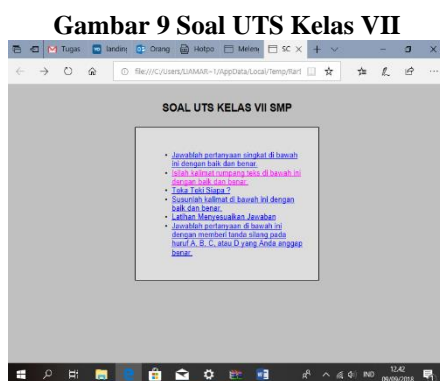 Gambar 9 Soal UTS Kelas VII
Tugas
landing
Orang
Hotpo
Melem
SC
file:///C:/Users/LIAMAR~1/AppData/Local/Temp/Rar$
SOAL UTS KELAS VII SMP
Jawablah pertanyaan singkat di bawah
ini dengan baik dan benar.
Isilah kalimat rumpang teks di bawah ini
dengan baik dan benar.
Teka Teki Siapa ?
Susunlah kalimat di bawah ini dengan
baik dan benar.
Latihan Menyesuaikan Jawaban
Jawablah pertanyaan di bawah ini
dengan memberi tanda silang pada
huruf A, B, C, atau D yang Anda anggap
benar.
IND
12.42
09/09/2018